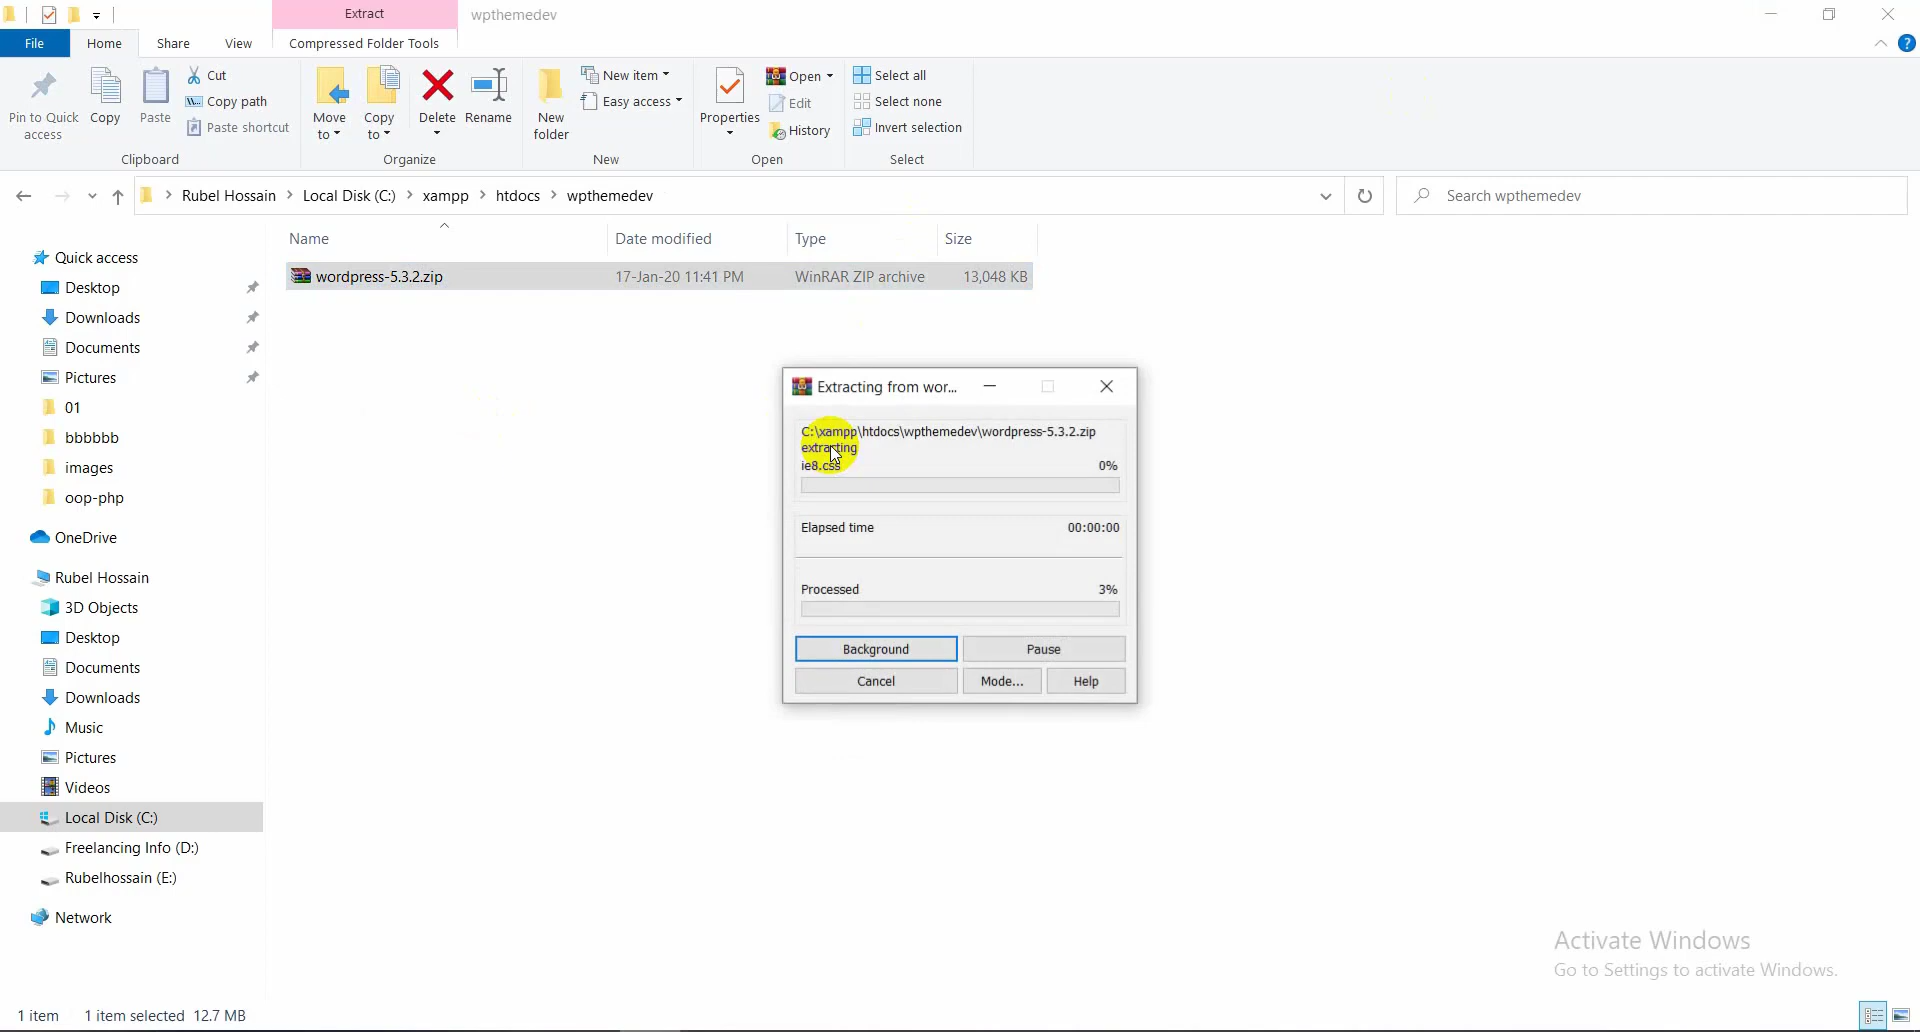 Extract
wpthemedev
File
Home
Share
View
Compressed Folder Tools
Pin to Quick
access
Copy
Paste
Cut
Copy path
Paste shortcut
Clipboard
Move
to
Copy
to
Delete
Rename
Organize
New
folder
New item
Easy access
New
Properties
Open
Edit
History
Open
Select all
Select none
Invert selection
Select
Rubel Hossain
Local Disk (C:)
xampp
htdocs
wpthemedev
Search wpthemedev
Name
Date modified
Type
Size
wordpress-5.3.2.zip
17-Jan-20 11:41 PM
WinRAR ZIP archive
13,048 KB
Quick access
Desktop
Downloads
Documents
Pictures
01
bbbbbb
images
oop-php
OneDrive
Rubel Hossain
3D Objects
Desktop
Documents
Downloads
Music
Pictures
Videos
Local Disk (C:)
Freelancing Info (D:)
Rubelhossain (E:)
Network
Extracting from wor...
C:\xampp\htdocs\wpthemedev\wordpress-5.3.2.zip
extracting
ie8.css 0%
Elapsed time 00:00:00
Processed 3%
Background
Pause
Cancel
Mode...
Help
Activate Windows
Go to Settings to activate Windows.
1 item
1 item selected 12.7 MB